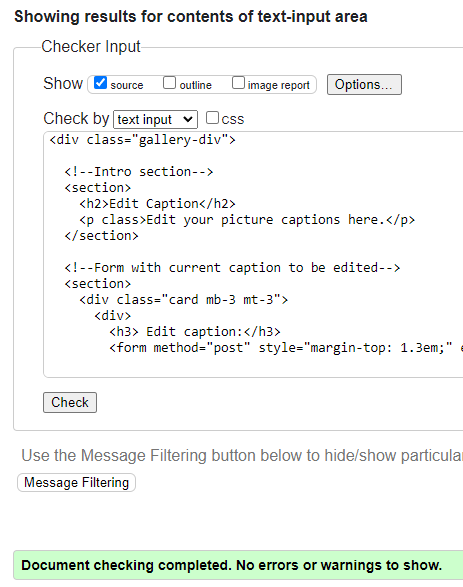 Showing results for contents of text-input area
Checker Input
Show source outline image report Options...
Check by text input css
<div class="gallery-div">
<!--Intro section-->
<section>
<h2>Edit Caption</h2>
<p class>Edit your picture captions here.</p>
</section>
<!--Form with current caption to be edited-->
<section>
<div class="card mb-3 mt-3">
<div>
<h3> Edit caption:</h3>
<form method="post" style="margin-top: 1.3em;"
Check
Use the Message Filtering button below to hide/show particula
Message Filtering
Document checking completed. No errors or warnings to show.